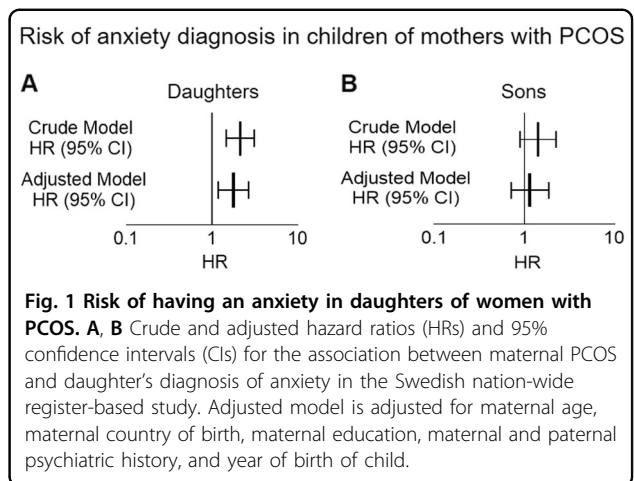 Risk of anxiety diagnosis in children of mothers with PCOS
A
Daughters
Crude Model
HR (95% CI)
Adjusted Model
HR (95% CI)
0.1 1 10
HR
B
Sons
Crude Model
HR (95% CI)
Adjusted Model
HR (95% CI)
0.1 1 10
HR
Fig. 1 Risk of having an anxiety in daughters of women with
PCOS. A, B Crude and adjusted hazard ratios (HRs) and 95%
confidence intervals (CIs) for the association between maternal PCOS
and daughter's diagnosis of anxiety in the Swedish nation-wide
register-based study. Adjusted model is adjusted for maternal age,
maternal country of birth, maternal education, maternal and paternal
psychiatric history, and year of birth of child.